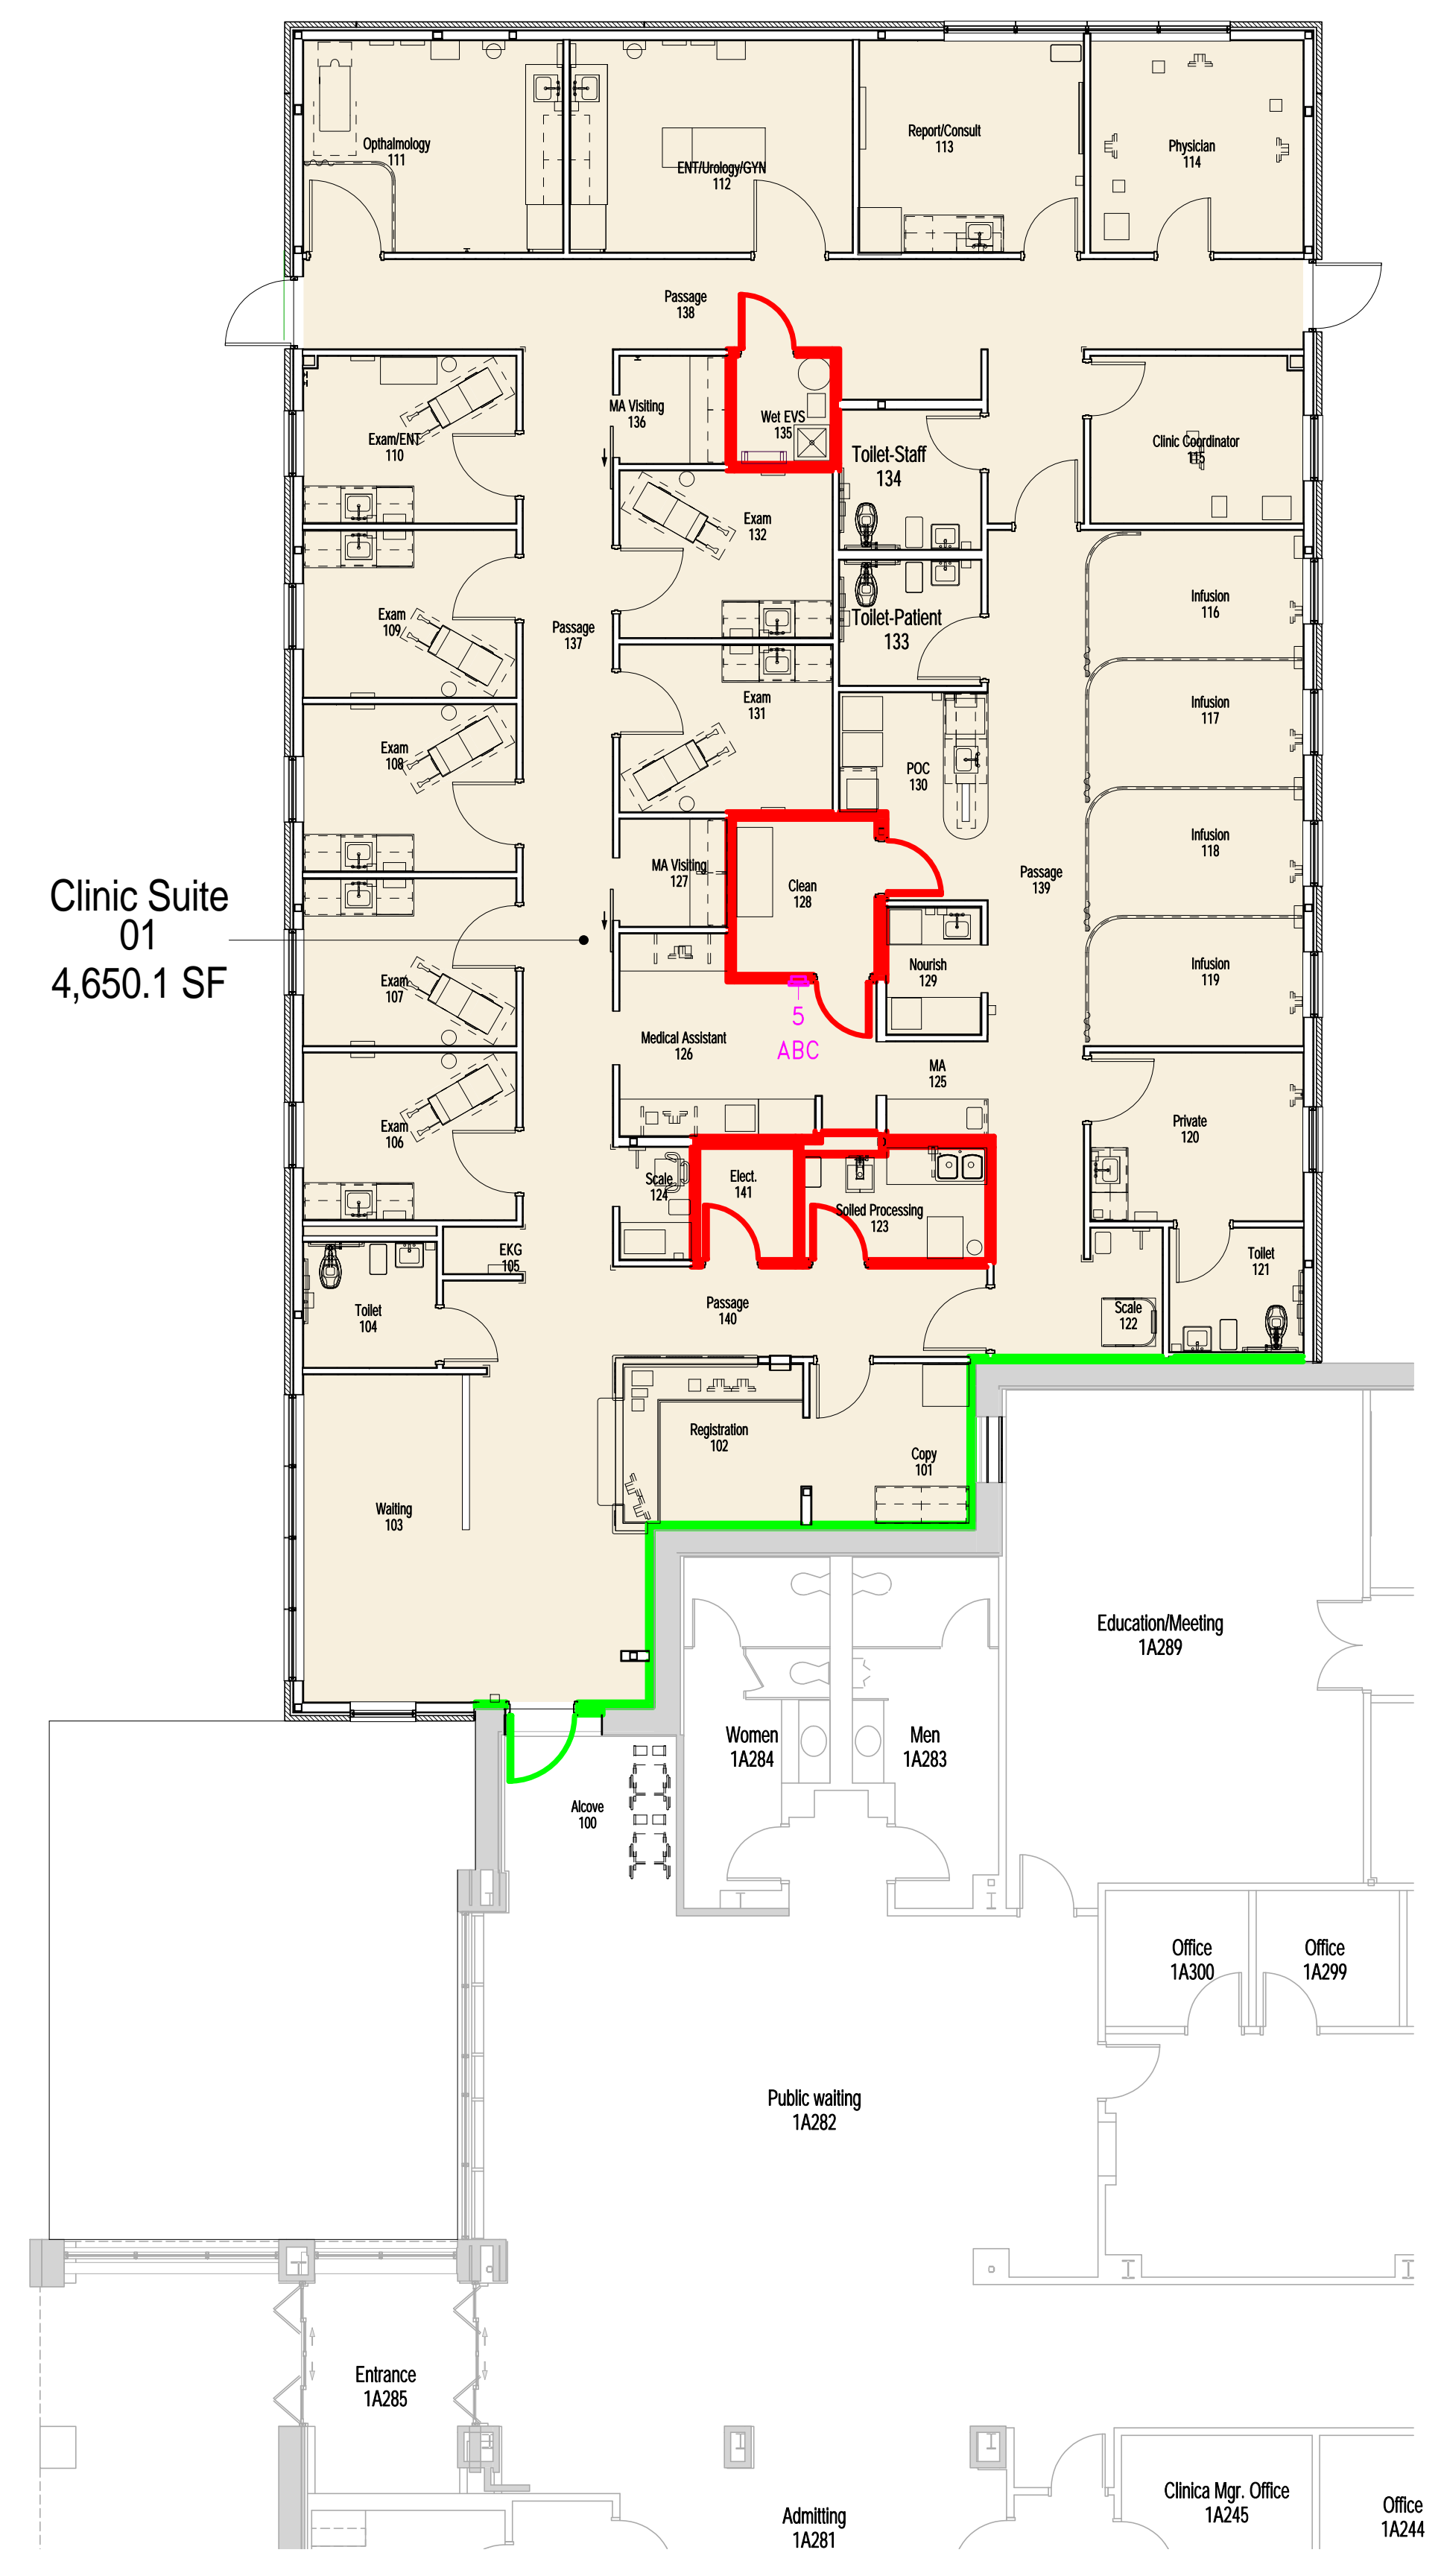 Opthalmology
111
ENT/Urology/GYN
112
Report/Consult
113
Physician
114
Passage
138
MA Visiting
136
Wet EVS
135
Exam/ENT
110
Toilet-Staff
134
Clinic Coordinator
115
Exam
132
Exam
109
Passage
137
Toilet-Patient
133
Infusion
116
Exam
131
Infusion
117
Exam
108
POC
130
Infusion
118
MA Visiting
127
Clean
128
Passage
139
Clinic Suite
01
4,650.1 SF
Exam
107
Nourish
129
Infusion
119
5
ABC
Medical Assistant
126
MA
125
Exam
106
Private
120
Scale
124
Elect.
141
Soiled Processing
123
EKG
105
Toilet
121
Toilet
104
Passage
140
Scale
122
Registration
102
Copy
101
Waiting
103
Education/Meeting
1A289
Women
1A284
Men
1A283
Alcove
100
Office
1A300
Office
1A299
Public waiting
1A282
Entrance
1A285
Clinica Mgr. Office
1A245
Office
1A244
Admitting
1A281